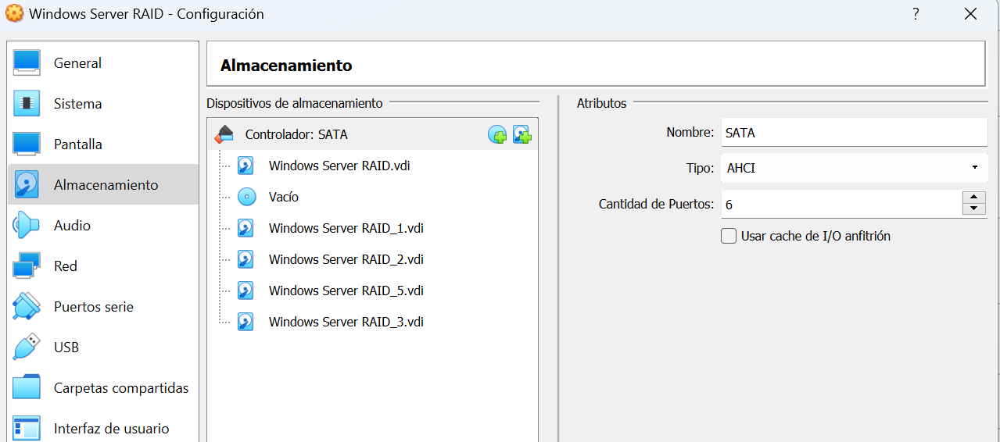 Windows Server RAID - Configuración
?
General
Sistema
Pantalla
Almacenamiento
Audio
Red
Puertos serie
USB
Carpetas compartidas
Interfaz de usuario
Almacenamiento
Dispositivos de almacenamiento
Controlador: SATA
Windows Server RAID.vdi
Vacío
Windows Server RAID_1.vdi
Windows Server RAID_2.vdi
Windows Server RAID_5.vdi
Windows Server RAID_3.vdi
Atributos
Nombre: SATA
Tipo: AHCI
Cantidad de Puertos: 6
Usar cache de I/O anfitrión